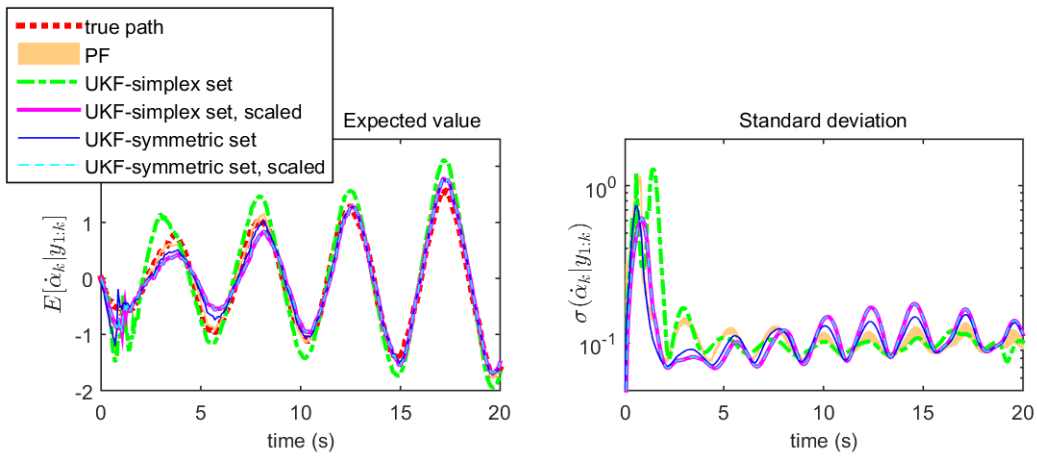 true path
PF
UKF-simplex set
UKF-simplex set, scaled
UKF-symmetric set
UKF-symmetric set, scaled
Expected value
E[α̇ₖ|y₁:ₖ]
1
0
-1
-2
0
5
10
15
20
time (s)
Standard deviation
σ(α̇ₖ|y₁:ₖ)
10⁰
10⁻¹
0
5
10
15
20
time (s)